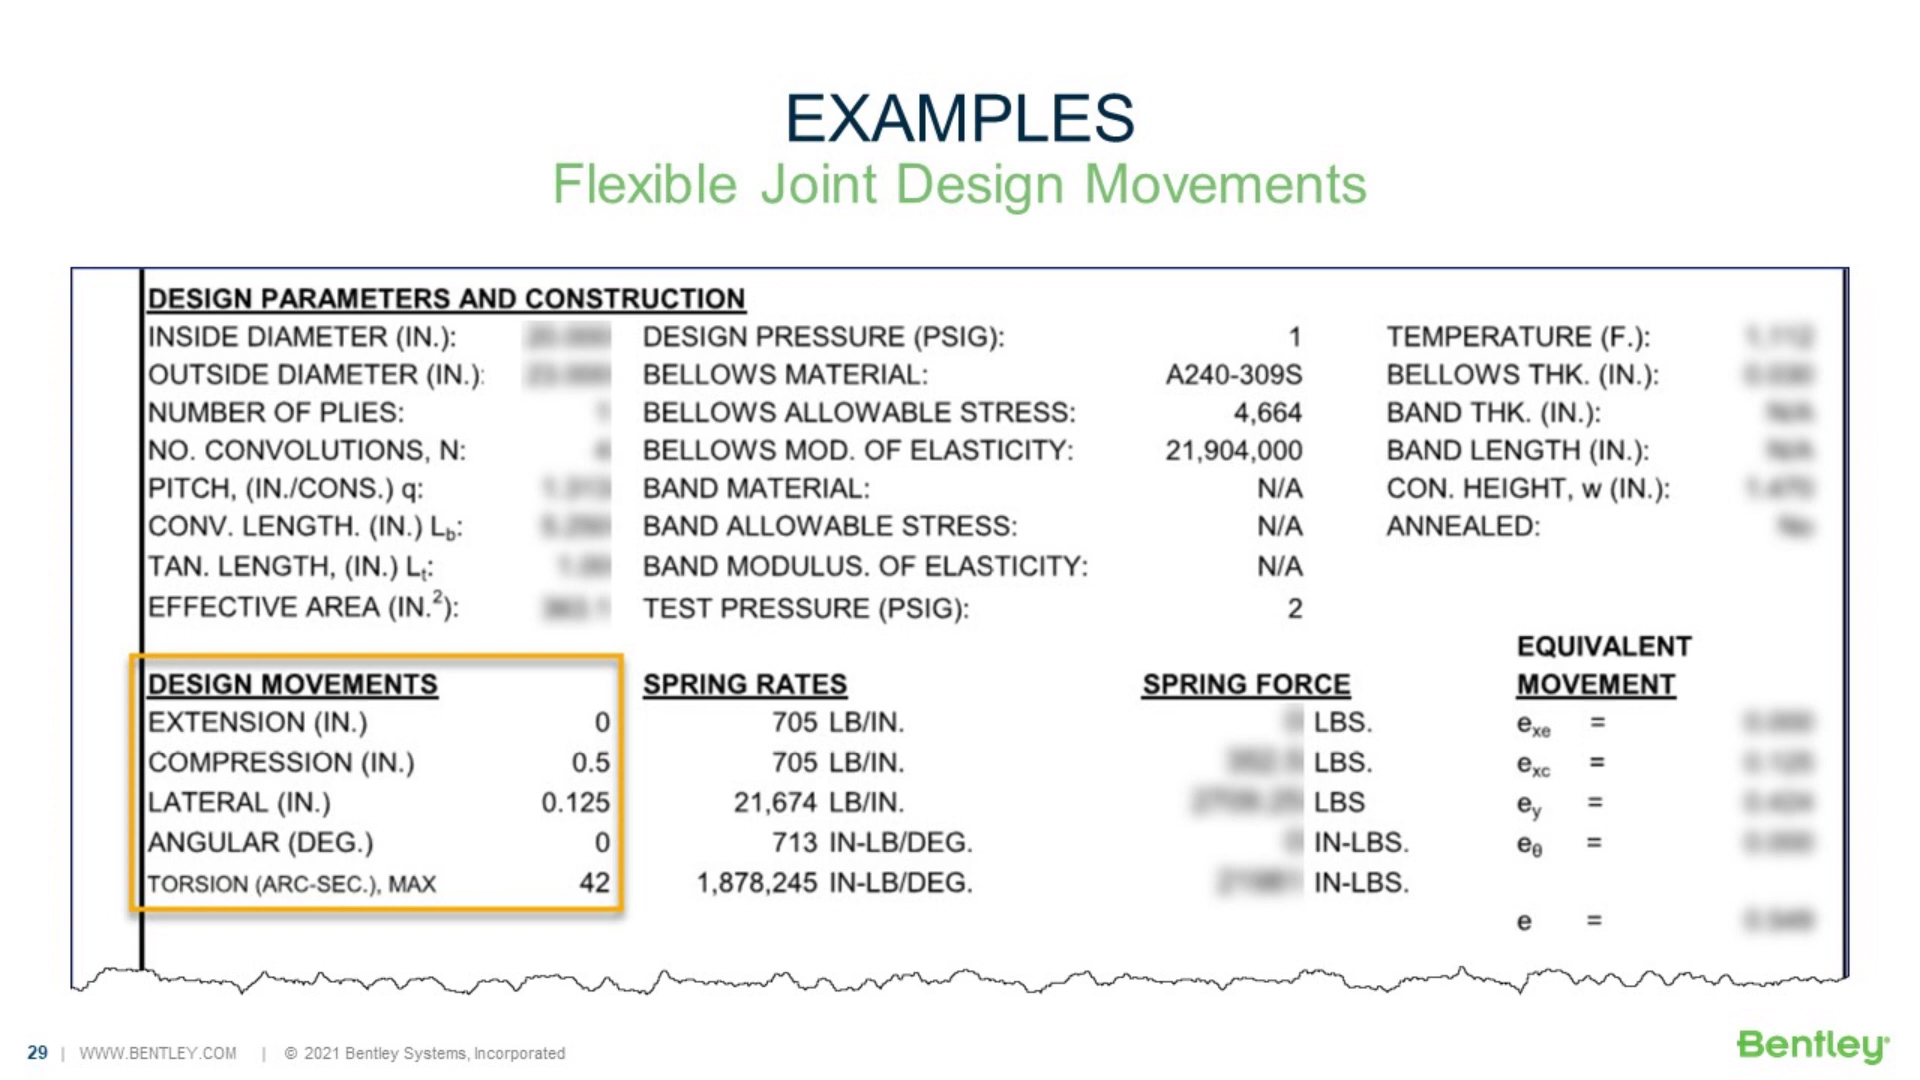 EXAMPLES
Flexible Joint Design Movements
DESIGN PARAMETERS AND CONSTRUCTION
INSIDE DIAMETER (IN.): DESIGN PRESSURE (PSIG): 1 TEMPERATURE (F.):
OUTSIDE DIAMETER (IN.): BELLOWS MATERIAL: A240-309S BELLOWS THK. (IN.):
NUMBER OF PLIES: BELLOWS ALLOWABLE STRESS: 4,664 BAND THK. (IN.):
NO. CONVOLUTIONS, N: BELLOWS MOD. OF ELASTICITY: 21,904,000 BAND LENGTH (IN.):
PITCH, (IN./CONS.) q: BAND MATERIAL: N/A CON. HEIGHT, w (IN.):
CONV. LENGTH. (IN.) Lb: BAND ALLOWABLE STRESS: N/A ANNEALED:
TAN. LENGTH, (IN.) Lt: BAND MODULUS. OF ELASTICITY: N/A
EFFECTIVE AREA (IN.2): TEST PRESSURE (PSIG): 2
EQUIVALENT
DESIGN MOVEMENTS SPRING RATES SPRING FORCE MOVEMENT
EXTENSION (IN.) 0 705 LB/IN. LBS. exe =
COMPRESSION (IN.) 0.5 705 LB/IN. LBS. exc =
LATERAL (IN.) 0.125 21,674 LB/IN. LBS ey =
ANGULAR (DEG.) 0 713 IN-LB/DEG. IN-LBS. eθ =
TORSION (ARC-SEC.), MAX 42 1,878,245 IN-LB/DEG. IN-LBS.
e =
29 | WWW.BENTLEY.COM | © 2021 Bentley Systems, Incorporated
Bentley